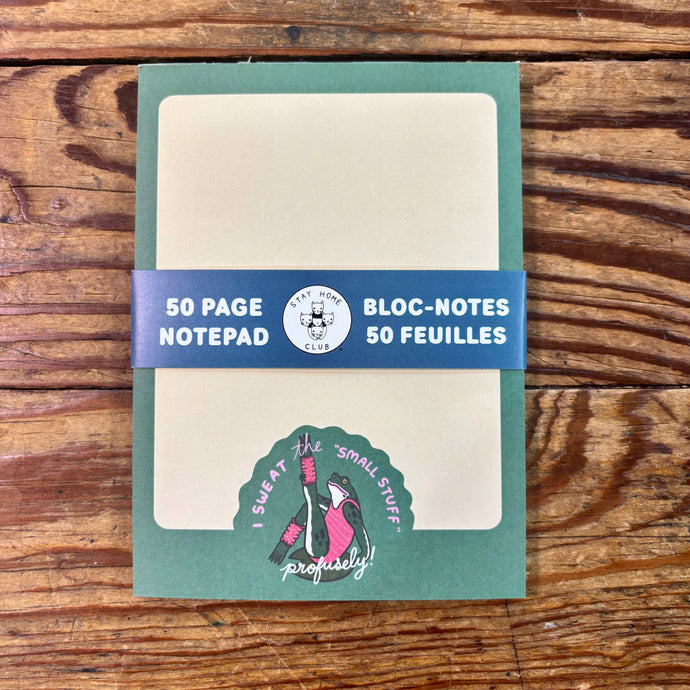 50 PAGE
NOTEPAD
STAY HOME
CLUB
BLOC-NOTES
50 FEUILLES
I SWEAT the "SMALL STUFF"
profusely!